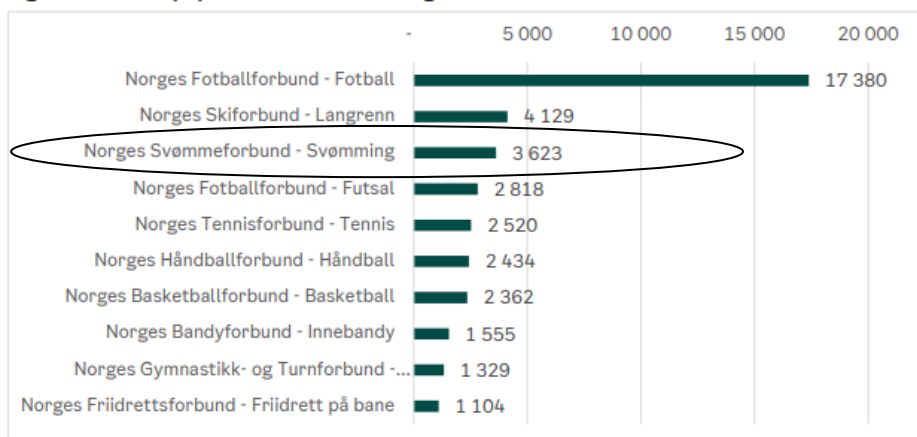 - 5 000 10 000 15 000 20 000
Norges Fotballforbund - Fotball 17 380
Norges Skiforbund - Langrenn 4 129
Norges Svømmeforbund - Svømming 3 623
Norges Fotballforbund - Futsal 2 818
Norges Tennisforbund - Tennis 2 520
Norges Håndballforbund - Håndball 2 434
Norges Basketballforbund - Basketball 2 362
Norges Bandyforbund - Innebandy 1 555
Norges Gymnastikk- og Turnforbund -... 1 329
Norges Friidrettsforbund - Friidrett på bane 1 104